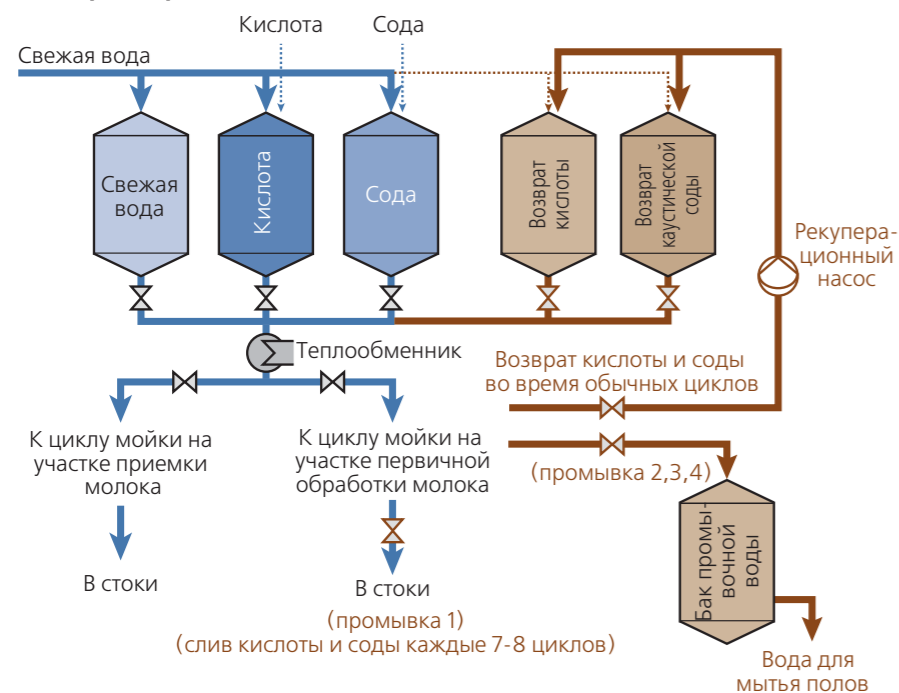 Кислота
Сода
Свежая вода
Свежая
вода
Кислота
Сода
Возврат
кислоты
Возврат
каустической
соды
Рекупера-
ционный
насос
Теплообменник
Возврат кислоты и соды
во время обычных циклов
К циклу мойки на
участке приемки
молока
К циклу мойки на
участке первичной
обработки молока
(промывка 2,3,4)
Бак промы-
вочной
воды
В стоки
В стоки
(промывка 1)
(слив кислоты и соды каждые 7-8 циклов)
Вода для
мытья полов